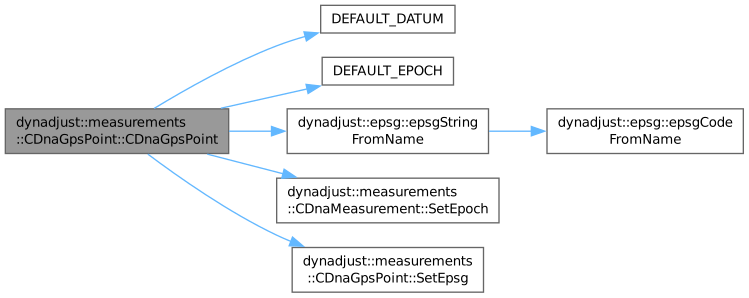 DEFAULT_DATUM
DEFAULT_EPOCH
dynadjust::measurements
::CDnaGpsPoint::CDnaGpsPoint
dynadjust::epsg::epsgString
FromName
dynadjust::epsg::epsgCode
FromName
dynadjust::measurements
::CDnaMeasurement::SetEpoch
dynadjust::measurements
::CDnaGpsPoint::SetEpsg